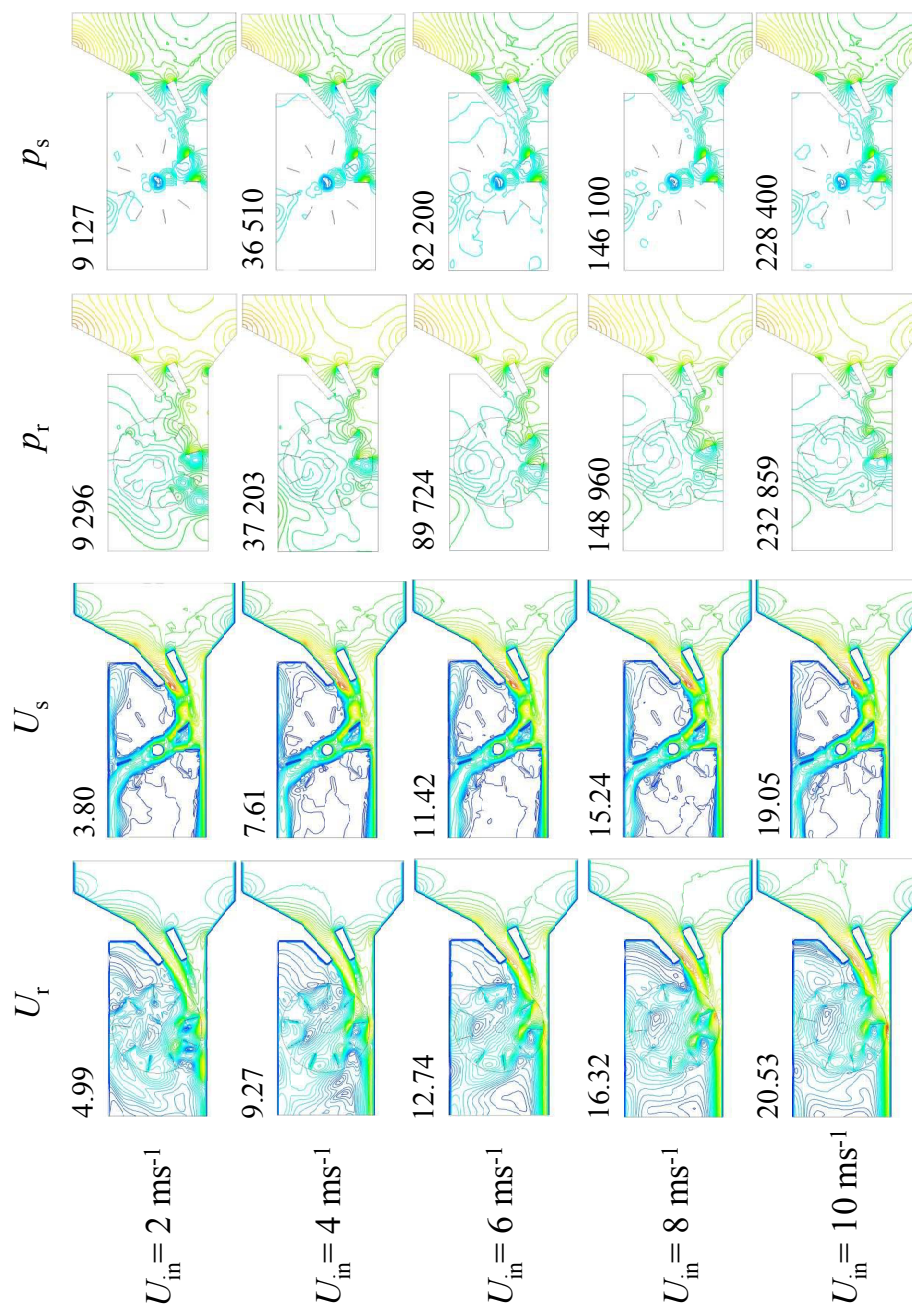 U_r U_s p_r p_s
U_in = 2 ms⁻¹ 4.99 3.80 9 296 9 127
U_in = 4 ms⁻¹ 9.27 7.61 37 203 36 510
U_in = 6 ms⁻¹ 12.74 11.42 89 724 82 200
U_in = 8 ms⁻¹ 16.32 15.24 148 960 146 100
U_in = 10 ms⁻¹ 20.53 19.05 232 859 228 400